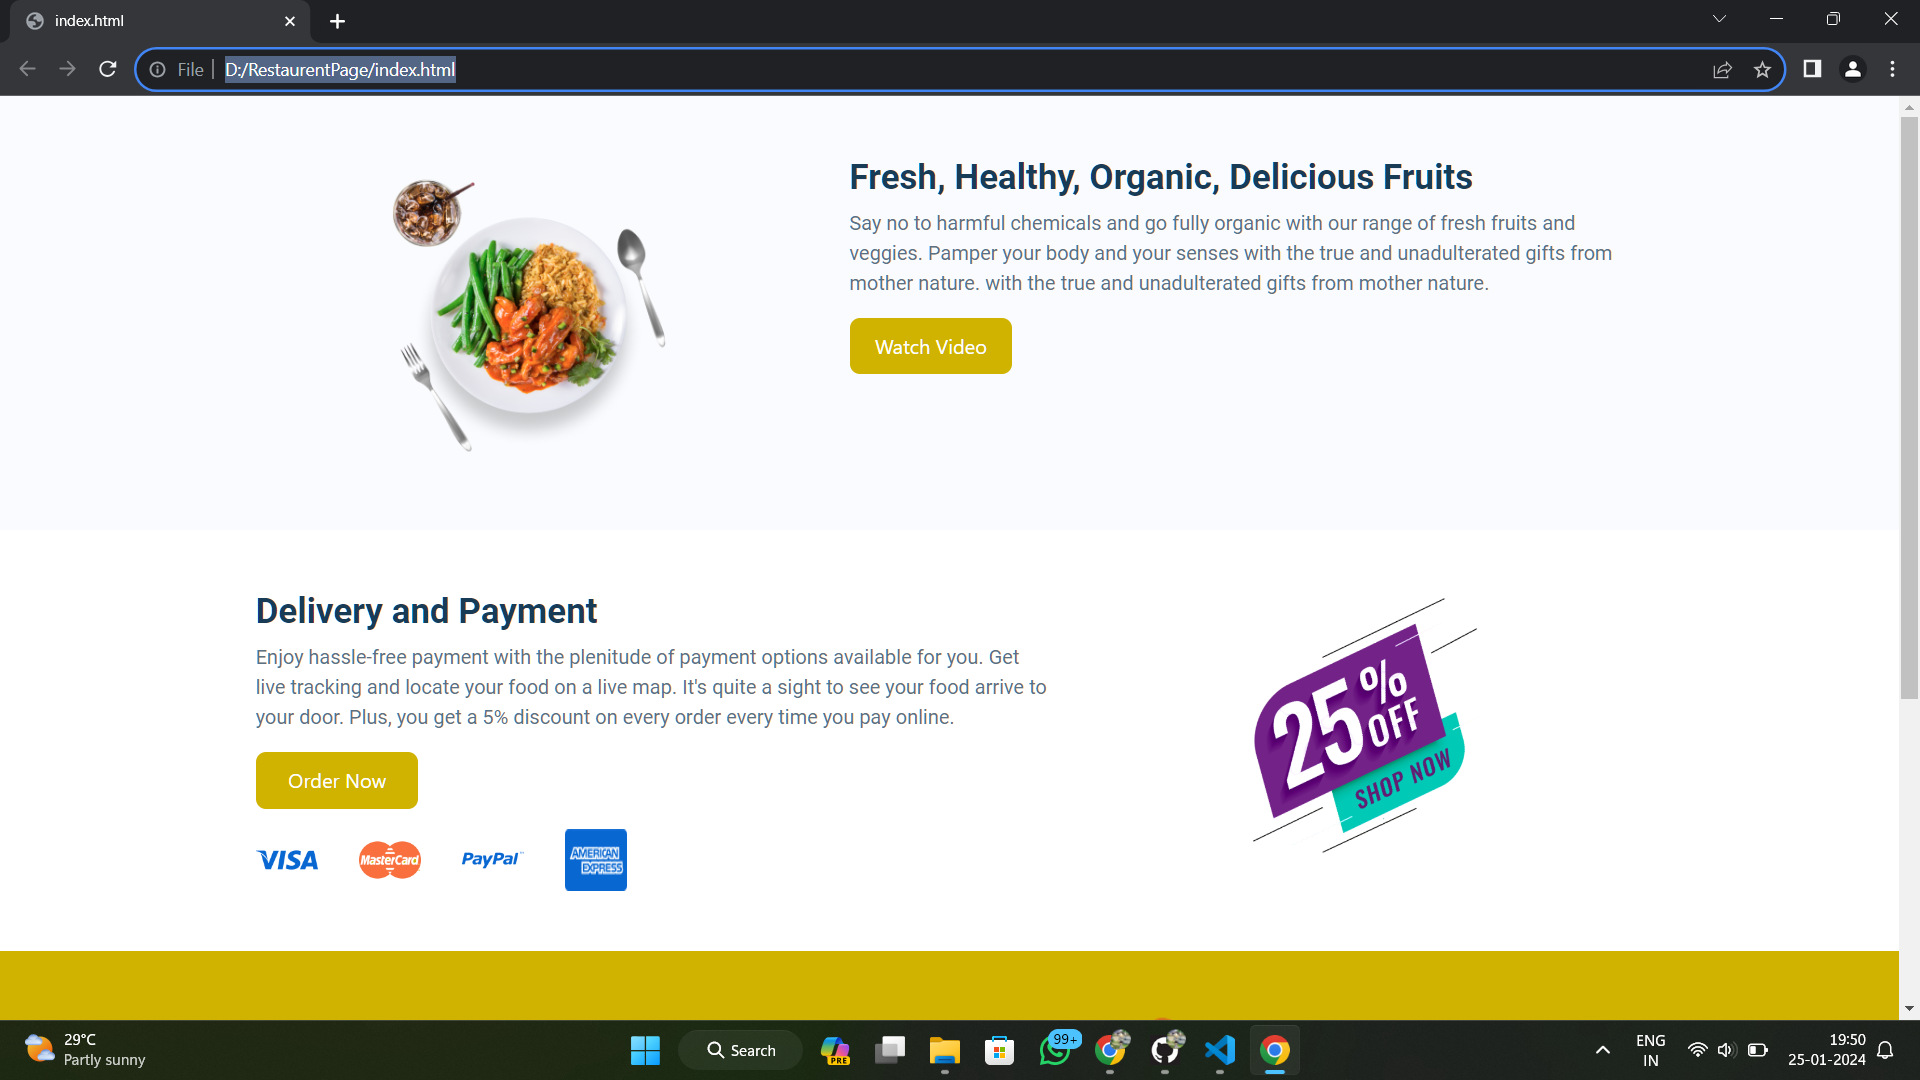 index.html
File
D:/RestaurentPage/index.html
Fresh, Healthy, Organic, Delicious Fruits
Say no to harmful chemicals and go fully organic with our range of fresh fruits and
veggies. Pamper your body and your senses with the true and unadulterated gifts from
mother nature. with the true and unadulterated gifts from mother nature.
Watch Video
Delivery and Payment
Enjoy hassle-free payment with the plenitude of payment options available for you. Get
live tracking and locate your food on a live map. It's quite a sight to see your food arrive to
your door. Plus, you get a 5% discount on every order every time you pay online.
Order Now
VISA
MasterCard
PayPal
AMERICAN
EXPRESS
25% OFF
SHOP NOW
29°C
Partly sunny
Search
PRE
99+
ENG
IN
19:50
25-01-2024